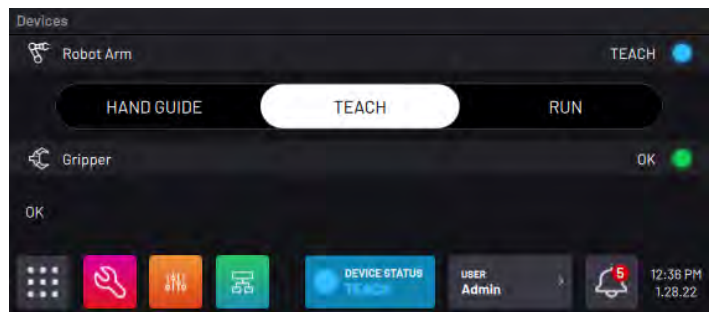 Devices
Robot Arm TEACH
HAND GUIDE TEACH RUN
Gripper OK
OK
DEVICE STATUS USER 5 12:36 PM
TEACH Admin 1.28.22